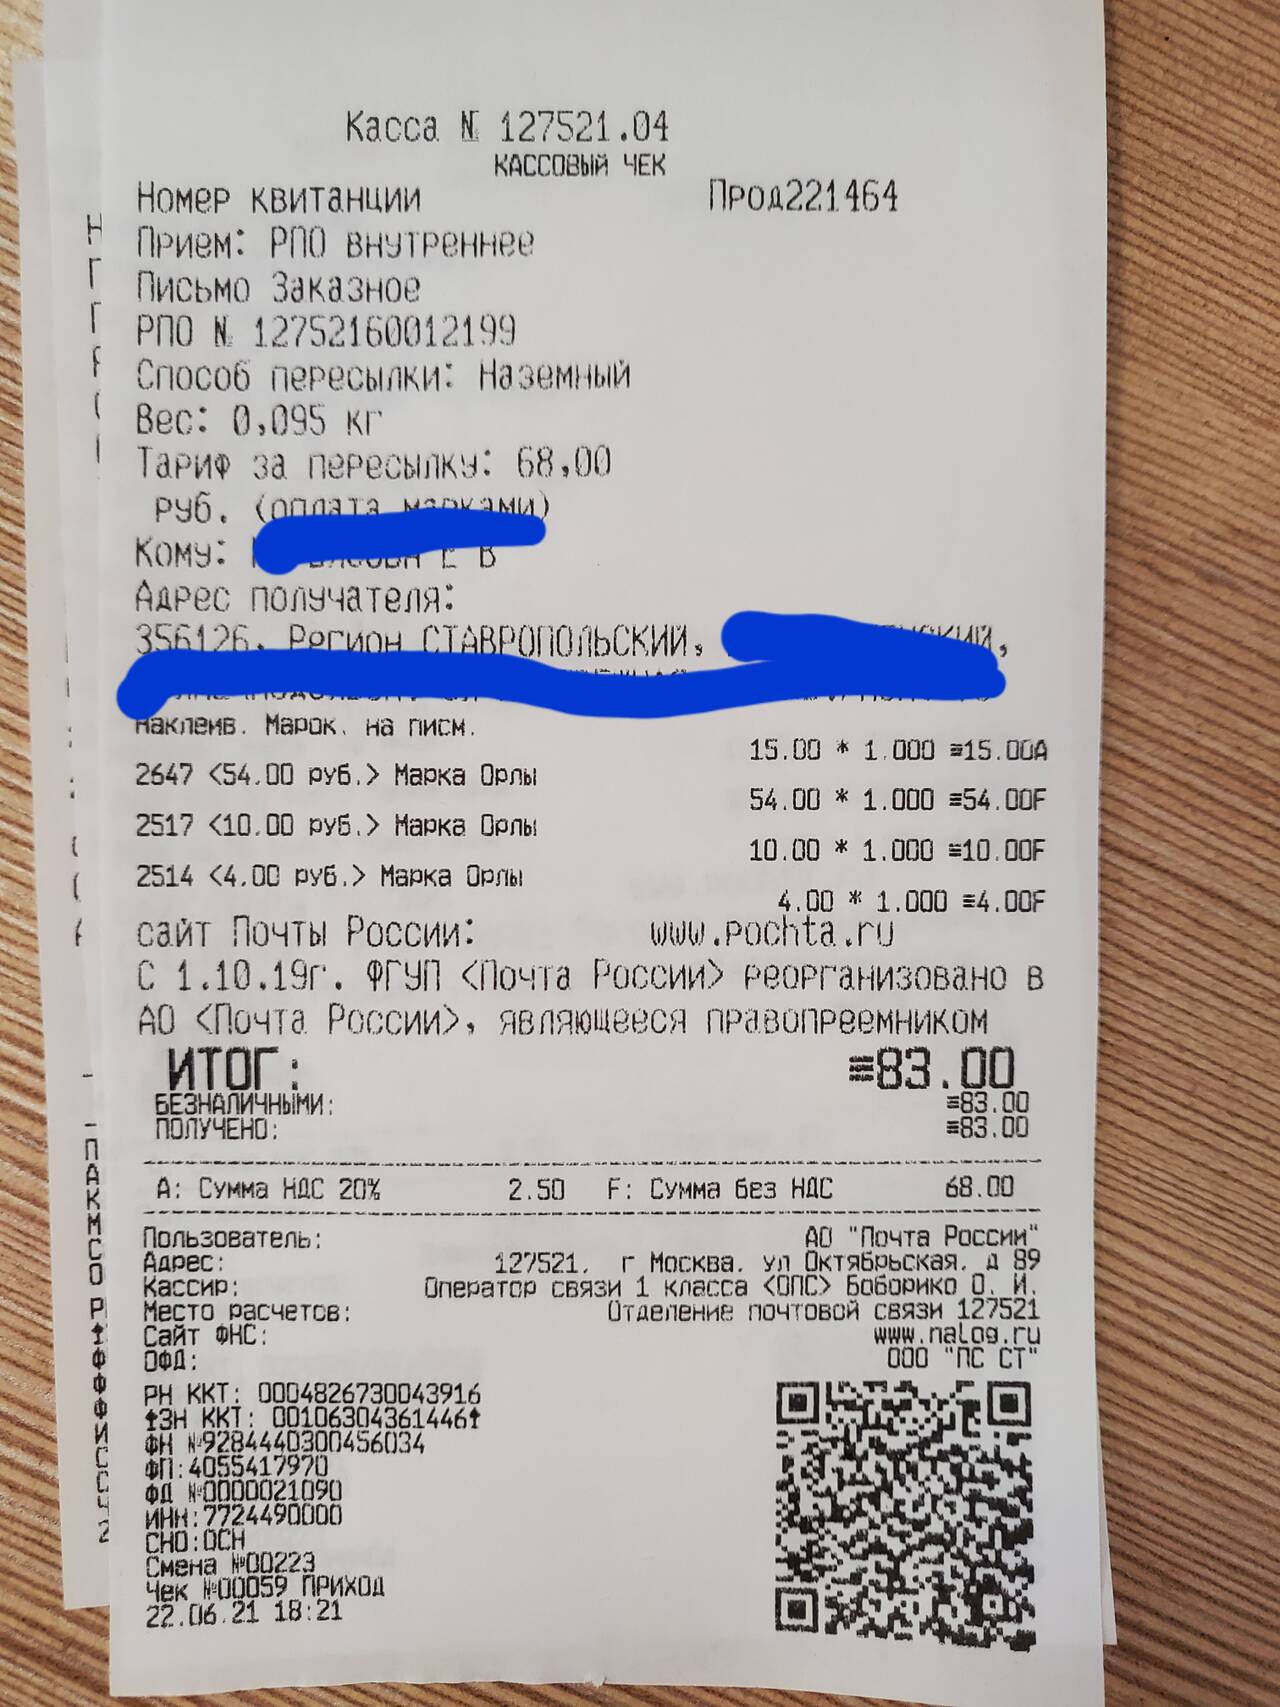 Касса № 127521.04
КАССОВЫЙ ЧЕК
Номер квитанции Прод221464
Прием: РПО внутреннее
Письмо Заказное
РПО № 12752160012199
Способ пересылки: Наземный
Вес: 0,095 кг
Тариф за пересылку: 68,00
руб. (оплата марками)
Кому: Е В
Адрес получателя:
356126, Регион СТАВРОПОЛЬСКИЙ,
Наклеив. Марок. на писм.
15.00 * 1.000 ≡15.00А
2647 <54.00 руб.> Марка Орлы
54.00 * 1.000 ≡54.00F
2517 <10.00 руб.> Марка Орлы
10.00 * 1.000 ≡10.00F
2514 <4.00 руб.> Марка Орлы
4.00 * 1.000 ≡4.00F
сайт Почты России: www.pochta.ru
С 1.10.19г. ФГУП <Почта России> реорганизовано в
АО <Почта России>, являющееся правопреемником
ИТОГ: ≡83.00
БЕЗНАЛИЧНЫМИ: ≡83.00
ПОЛУЧЕНО: ≡83.00
А: Сумма НДС 20% 2.50 F: Сумма без НДС 68.00
Пользователь: АО "Почта России"
Адрес: 127521, г Москва, ул Октябрьская, д 89
Кассир: Оператор связи 1 класса <ОПС> Боборико О. И.
Место расчетов: Отделение почтовой связи 127521
Сайт ФНС: www.nalog.ru
ОФД: ООО "ПС СТ"
РН ККТ: 0004826730043916
↑ЗН ККТ: 00106304361446↑
ФН №9284440300456034
ФП:4055417970
ФД №0000021090
ИНН:7724490000
СНО:ОСН
Смена №00223
Чек №00059 ПРИХОД
22.06.21 18:21